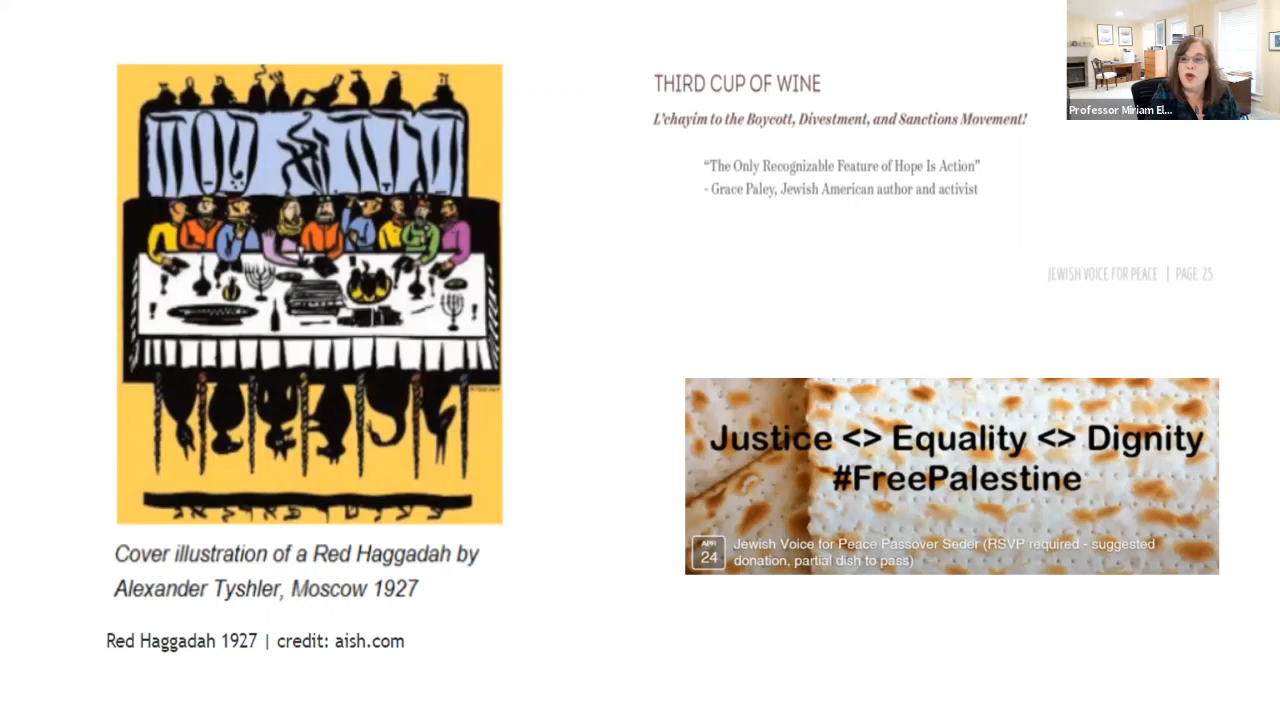 Cover illustration of a Red Haggadah by
Alexander Tyshler, Moscow 1927
Red Haggadah 1927 | credit: aish.com
THIRD CUP OF WINE
L'chayim to the Boycott, Divestment, and Sanctions Movement!
“The Only Recognizable Feature of Hope Is Action”
- Grace Paley, Jewish American author and activist
JEWISH VOICE FOR PEACE | PAGE 25
Justice <> Equality <> Dignity
#FreePalestine
APR
24
Jewish Voice for Peace Passover Seder (RSVP required - suggested
donation, partial dish to pass)
Professor Miriam El...